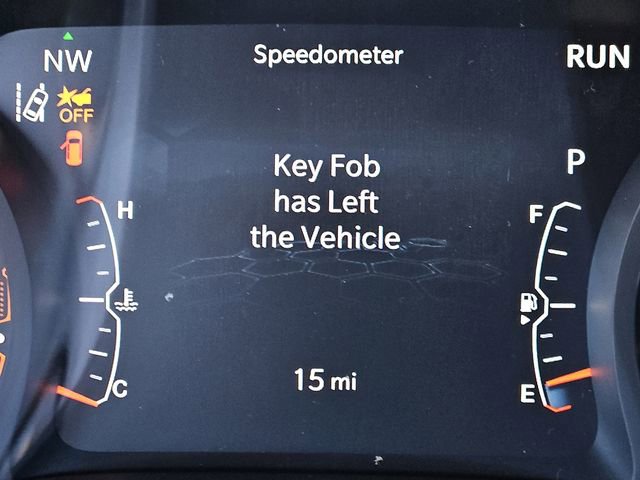 NW
Speedometer
RUN
OFF
P
Key Fob
has Left
the Vehicle
H
F
C
E
15 mi